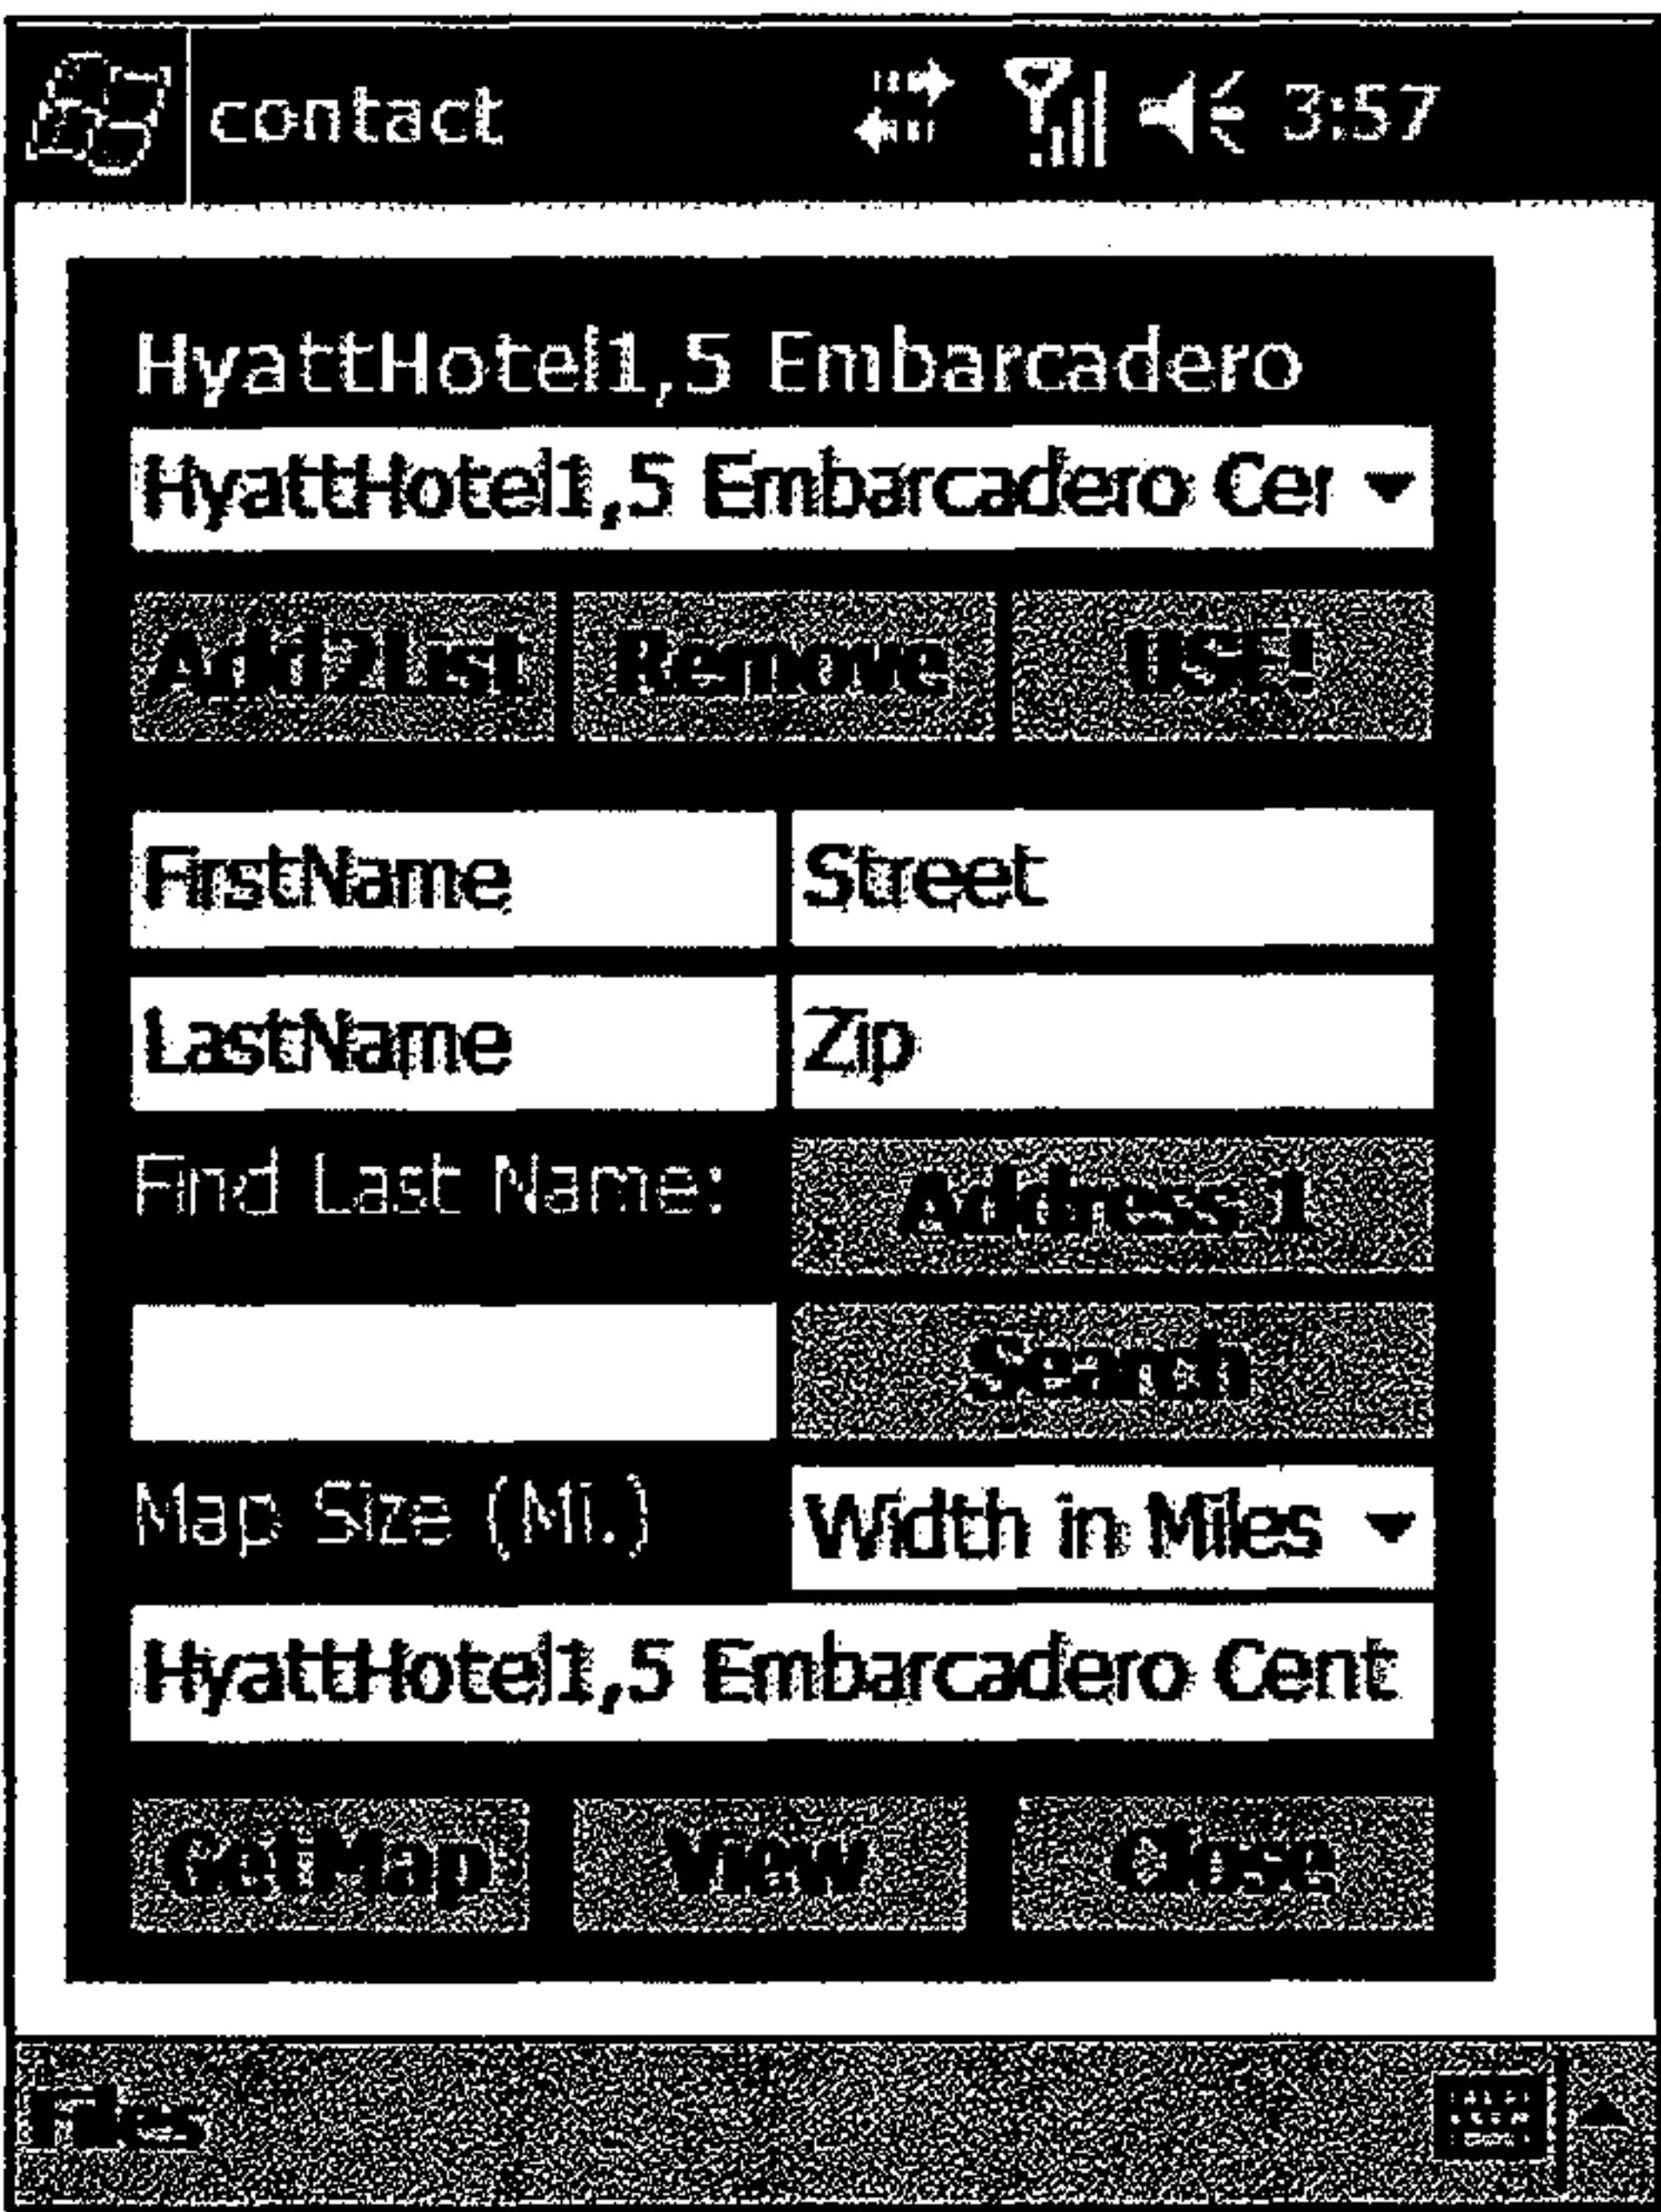 contact 3:57
HyattHotel1,5 Embarcadero
HyattHotel1,5 Embarcadero Cer
Add2List Remove USE!
FirstName Street
LastName Zip
Find Last Name: Address 1
Search
Map Size (Mi.) Width in Miles
HyattHotel1,5 Embarcadero Cent
GetMap View Close
Files